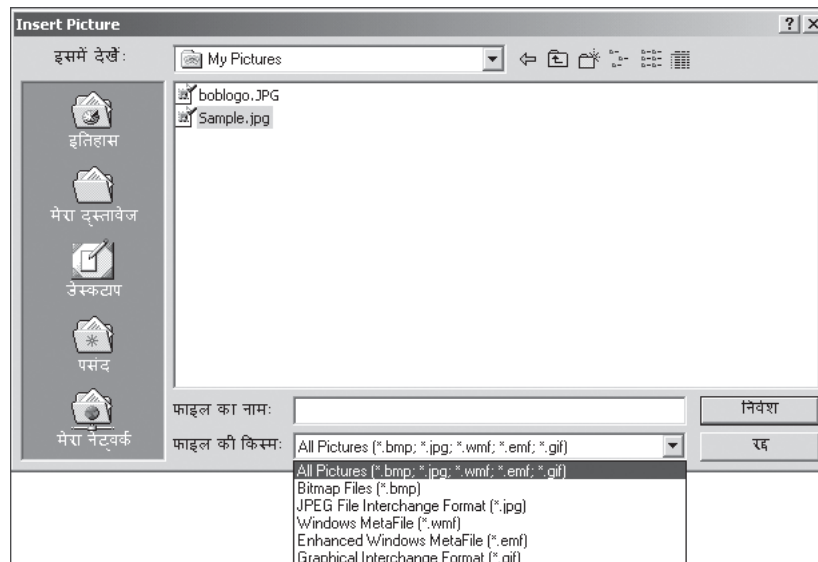 Insert Picture
इसमें देखेंः
My Pictures
boblogo.JPG
Sample.jpg
इतिहास
मेरा दस्तावेज
डेस्कटाप
पसंद
मेरा नेटवर्क
फाइल का नामः
निवेश
फाइल की किस्मः
All Pictures (*.bmp; *.jpg; *.wmf; *.emf; *.gif)
रद्द
All Pictures (*.bmp; *.jpg; *.wmf; *.emf; *.gif)
Bitmap Files (*.bmp)
JPEG File Interchange Format (*.jpg)
Windows MetaFile (*.wmf)
Enhanced Windows MetaFile (*.emf)
Graphical Interchange Format (*.gif)